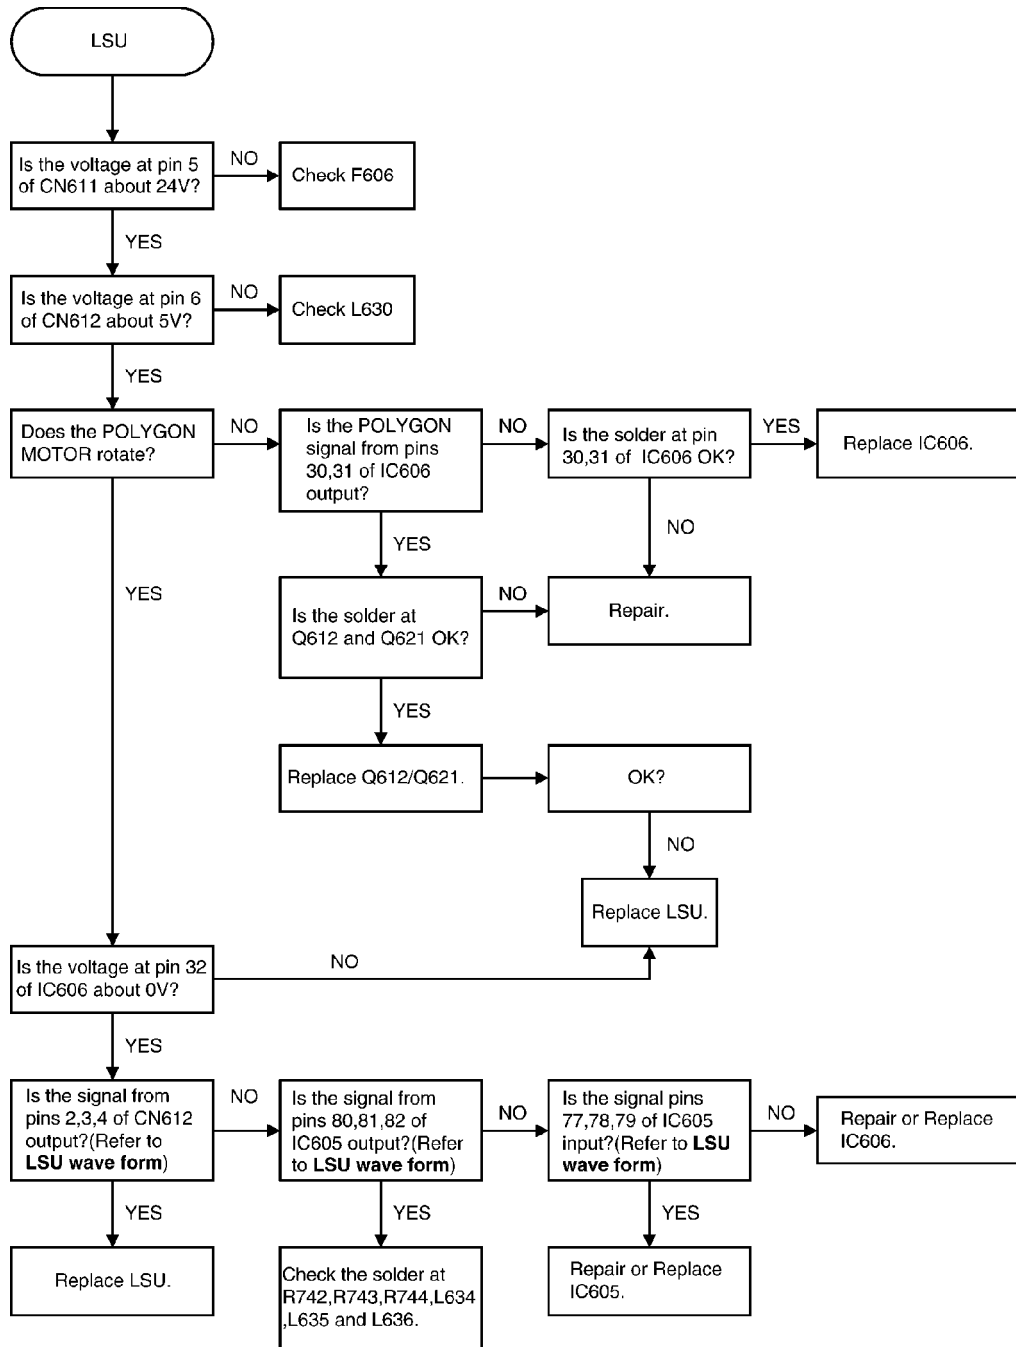 LSU
Is the voltage at pin 5
of CN611 about 24V?
NO
Check F606
YES
Is the voltage at pin 6
of CN612 about 5V?
NO
Check L630
YES
Does the POLYGON
MOTOR rotate?
NO
Is the POLYGON
signal from pins
30,31 of IC606
output?
NO
Is the solder at pin
30,31 of IC606 OK?
YES
Replace IC606.
YES
NO
YES
Is the solder at
Q612 and Q621 OK?
NO
Repair.
YES
Replace Q612/Q621.
OK?
NO
Replace LSU.
Is the voltage at pin 32
of IC606 about 0V?
NO
YES
Is the signal from
pins 2,3,4 of CN612
output?(Refer to
LSU wave form)
NO
Is the signal from
pins 80,81,82 of
IC605 output?(Refer
to LSU wave form)
NO
Is the signal pins
77,78,79 of IC605
input?(Refer to LSU
wave form)
NO
Repair or Replace
IC606.
YES
YES
YES
Replace LSU.
Check the solder at
R742,R743,R744,L634
,L635 and L636.
Repair or Replace
IC605.